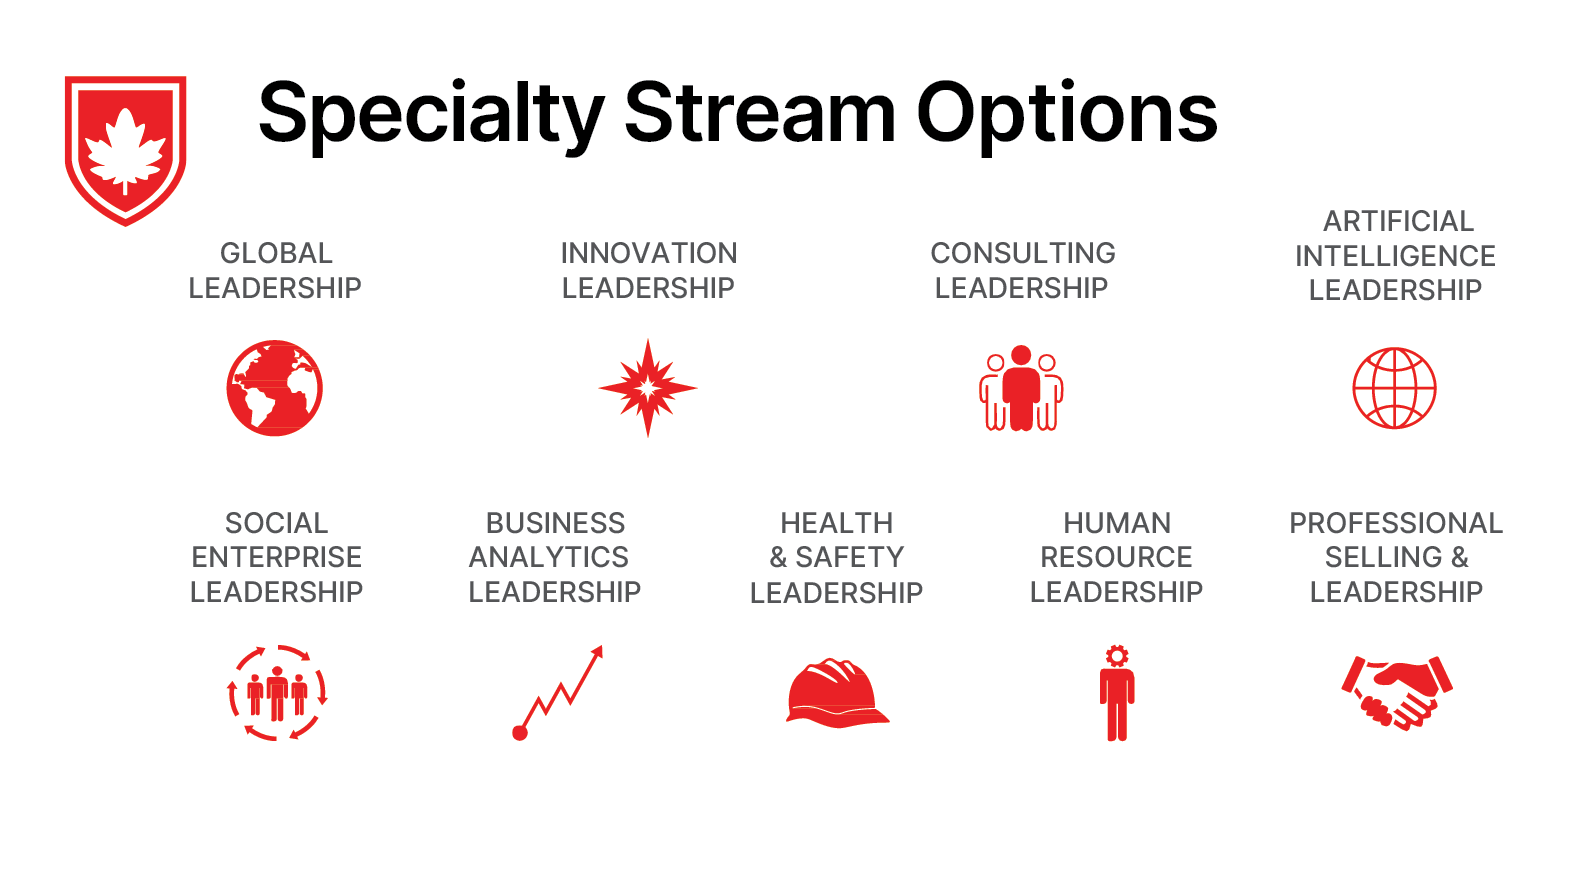 Specialty Stream Options
GLOBAL
LEADERSHIP
INNOVATION
LEADERSHIP
CONSULTING
LEADERSHIP
ARTIFICIAL
INTELLIGENCE
LEADERSHIP
SOCIAL
ENTERPRISE
LEADERSHIP
BUSINESS
ANALYTICS
LEADERSHIP
HEALTH
& SAFETY
LEADERSHIP
HUMAN
RESOURCE
LEADERSHIP
PROFESSIONAL
SELLING &
LEADERSHIP